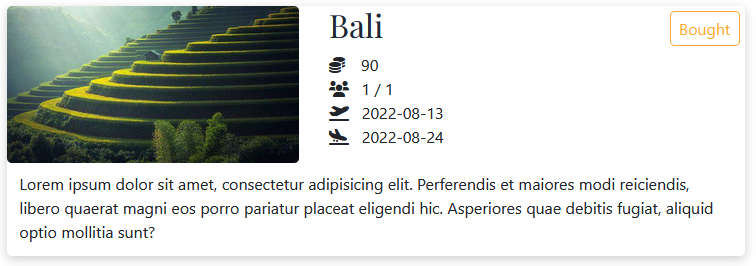 Bali
Bought
90
1 / 1
2022-08-13
2022-08-24
Lorem ipsum dolor sit amet, consectetur adipisicing elit. Perferendis et maiores modi reiciendis,
libero quaerat magni eos porro pariatur placeat eligendi hic. Asperiores quae debitis fugiat, aliquid
optio mollitia sunt?